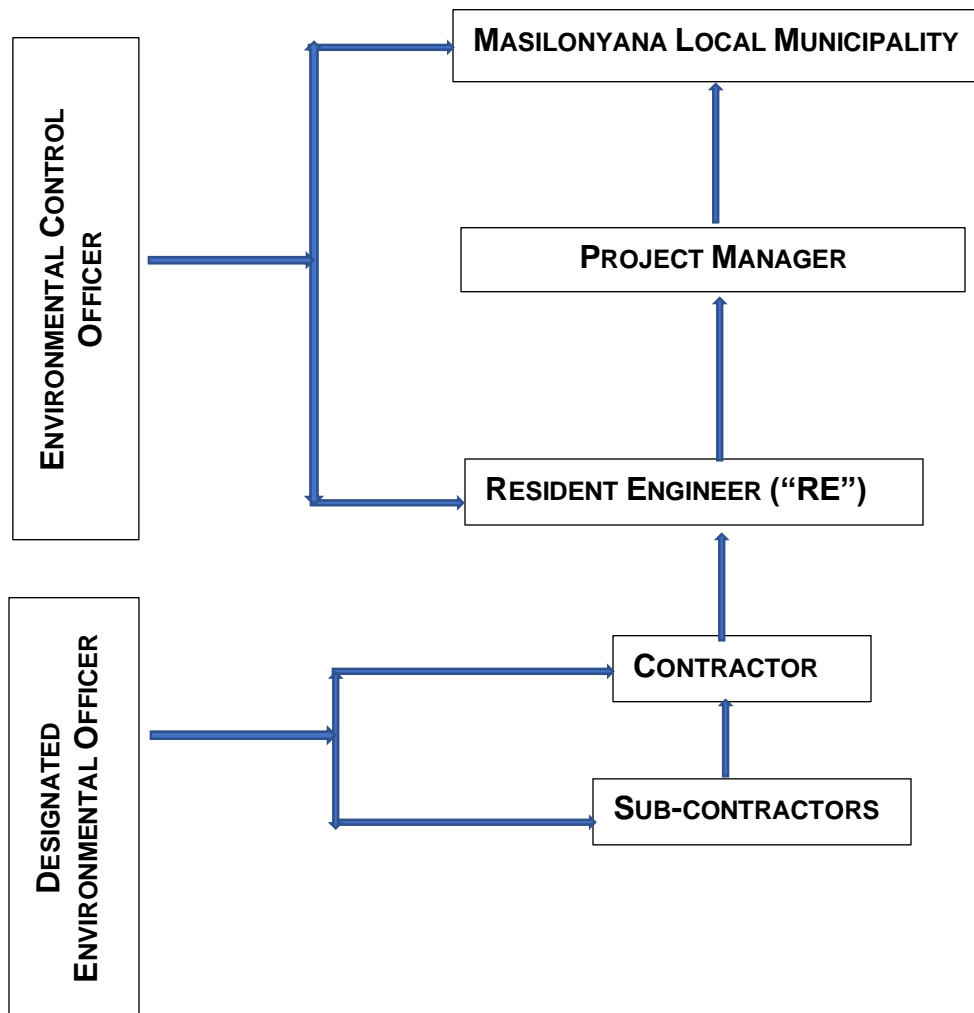 ENVIRONMENTAL CONTROL
OFFICER
MASILONYANA LOCAL MUNICIPALITY
PROJECT MANAGER
RESIDENT ENGINEER (“RE”)
DESIGNATED
ENVIRONMENTAL OFFICER
CONTRACTOR
SUB-CONTRACTORS